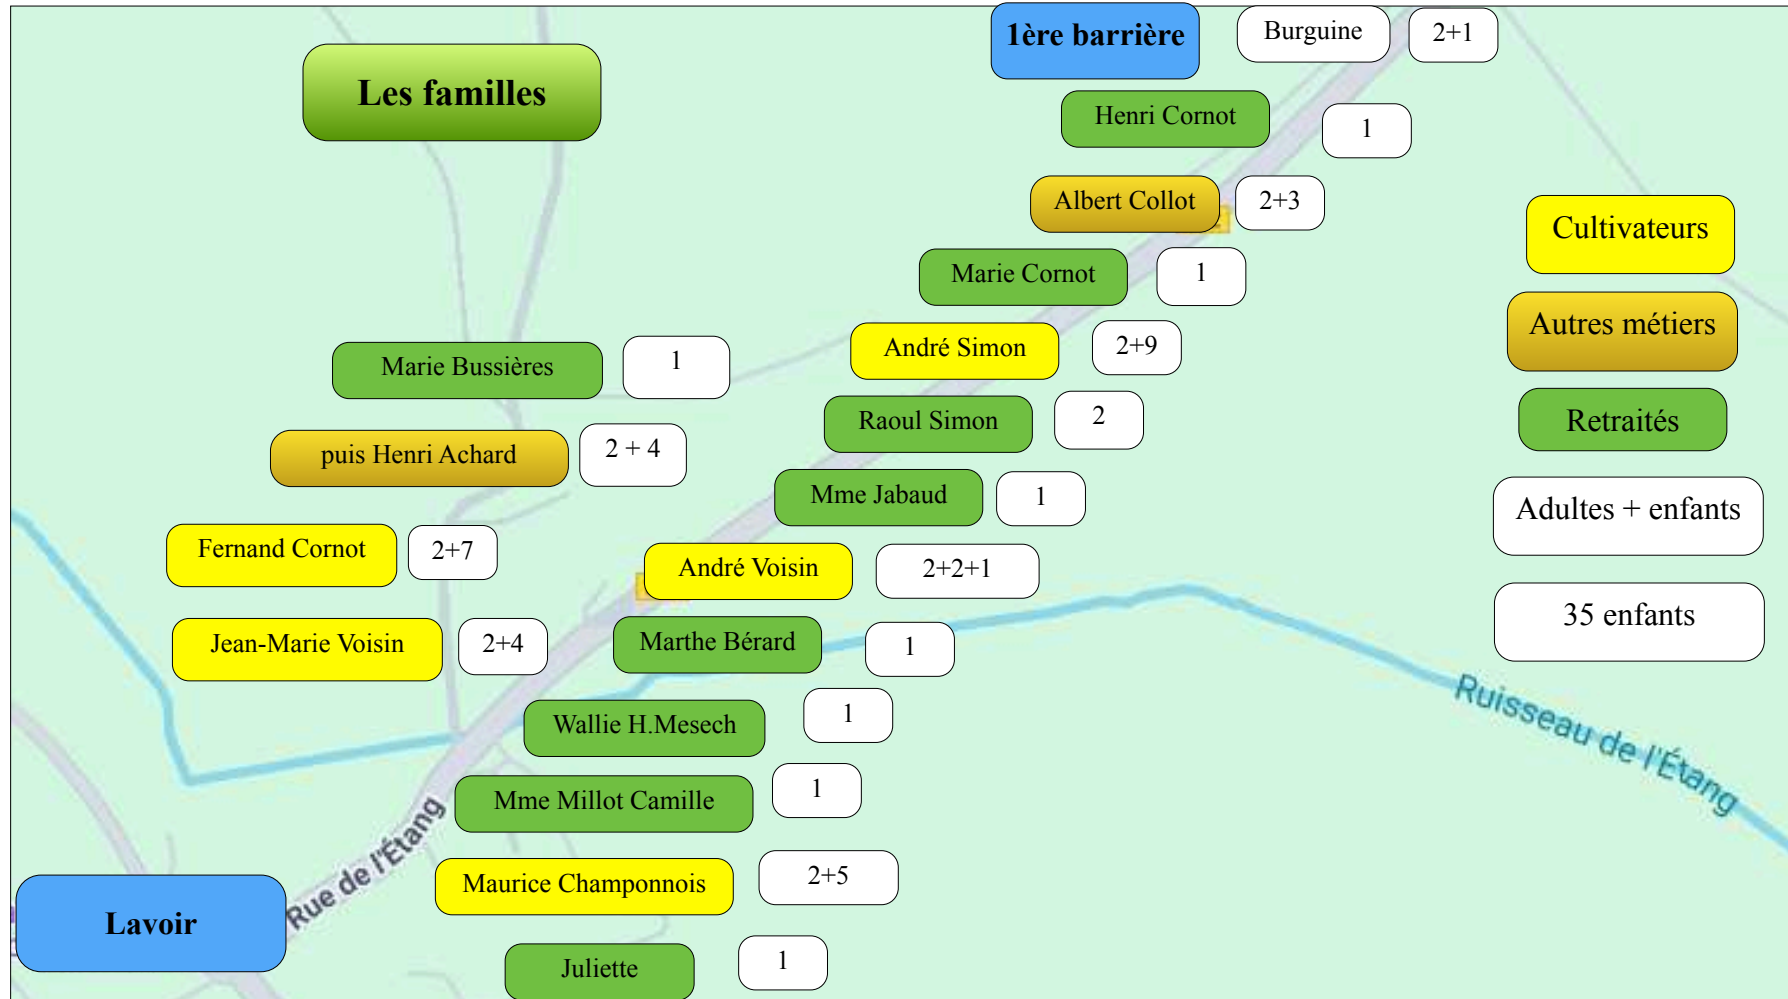 Les familles
1ère barrière
Burguine
2+1
Henri Cornot
1
Albert Collot
2+3
Marie Cornot
1
André Simon
2+9
Marie Bussières
1
Raoul Simon
2
puis Henri Achard
2 + 4
Mme Jabaud
1
Fernand Cornot
2+7
André Voisin
2+2+1
Jean-Marie Voisin
2+4
Marthe Bérard
1
Wallie H.Mesech
1
Mme Millot Camille
1
Maurice Champonnois
2+5
Juliette
1
Lavoir
Rue de l'Étang
Ruisseau de l'Étang
Cultivateurs
Autres métiers
Retraités
Adultes + enfants
35 enfants